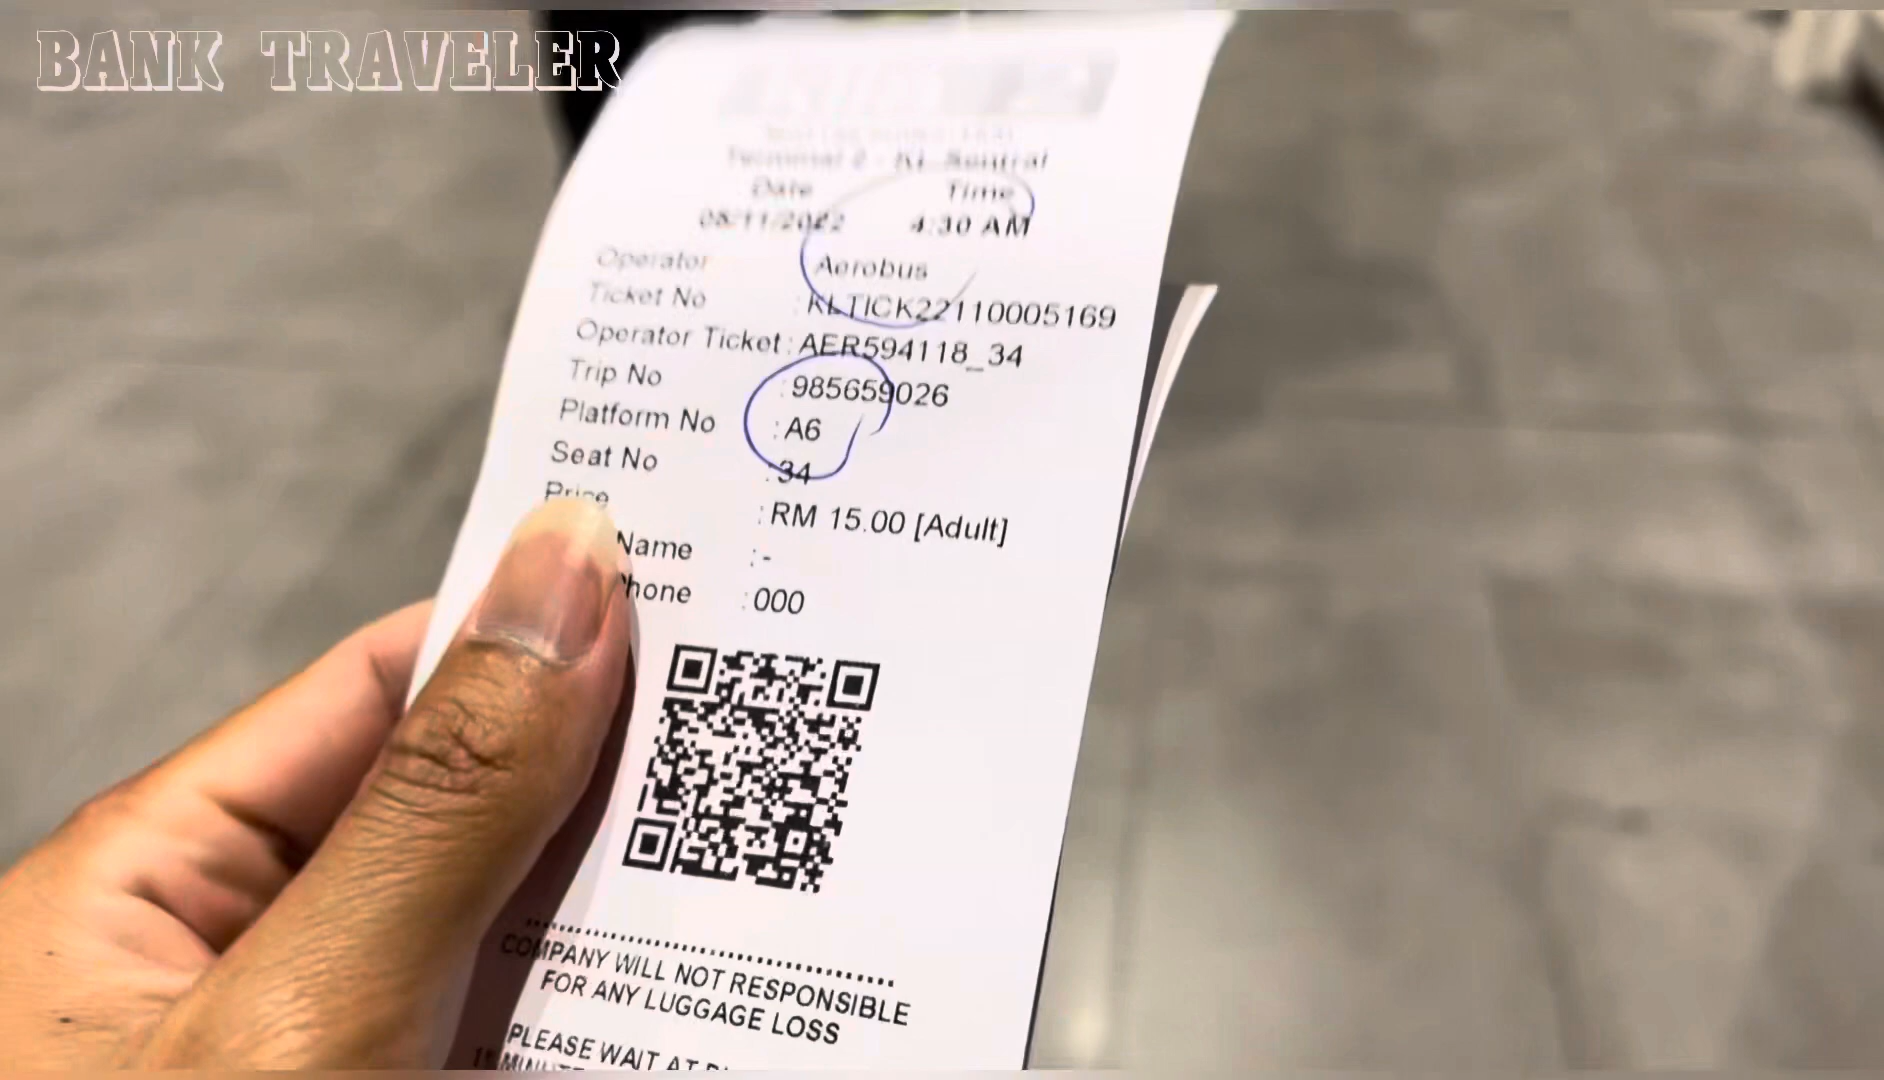 BANK TRAVELER
Terminal 2 - KL Sentral
Date Time
08/11/2022 4:30 AM
Operator Aerobus
Ticket No : KLTICK22110005169
Operator Ticket : AER594118_34
Trip No : 985659026
Platform No : A6
Seat No : 34
Price : RM 15.00 [Adult]
Name : -
Phone : 000
COMPANY WILL NOT RESPONSIBLE
FOR ANY LUGGAGE LOSS
PLEASE WAIT AT